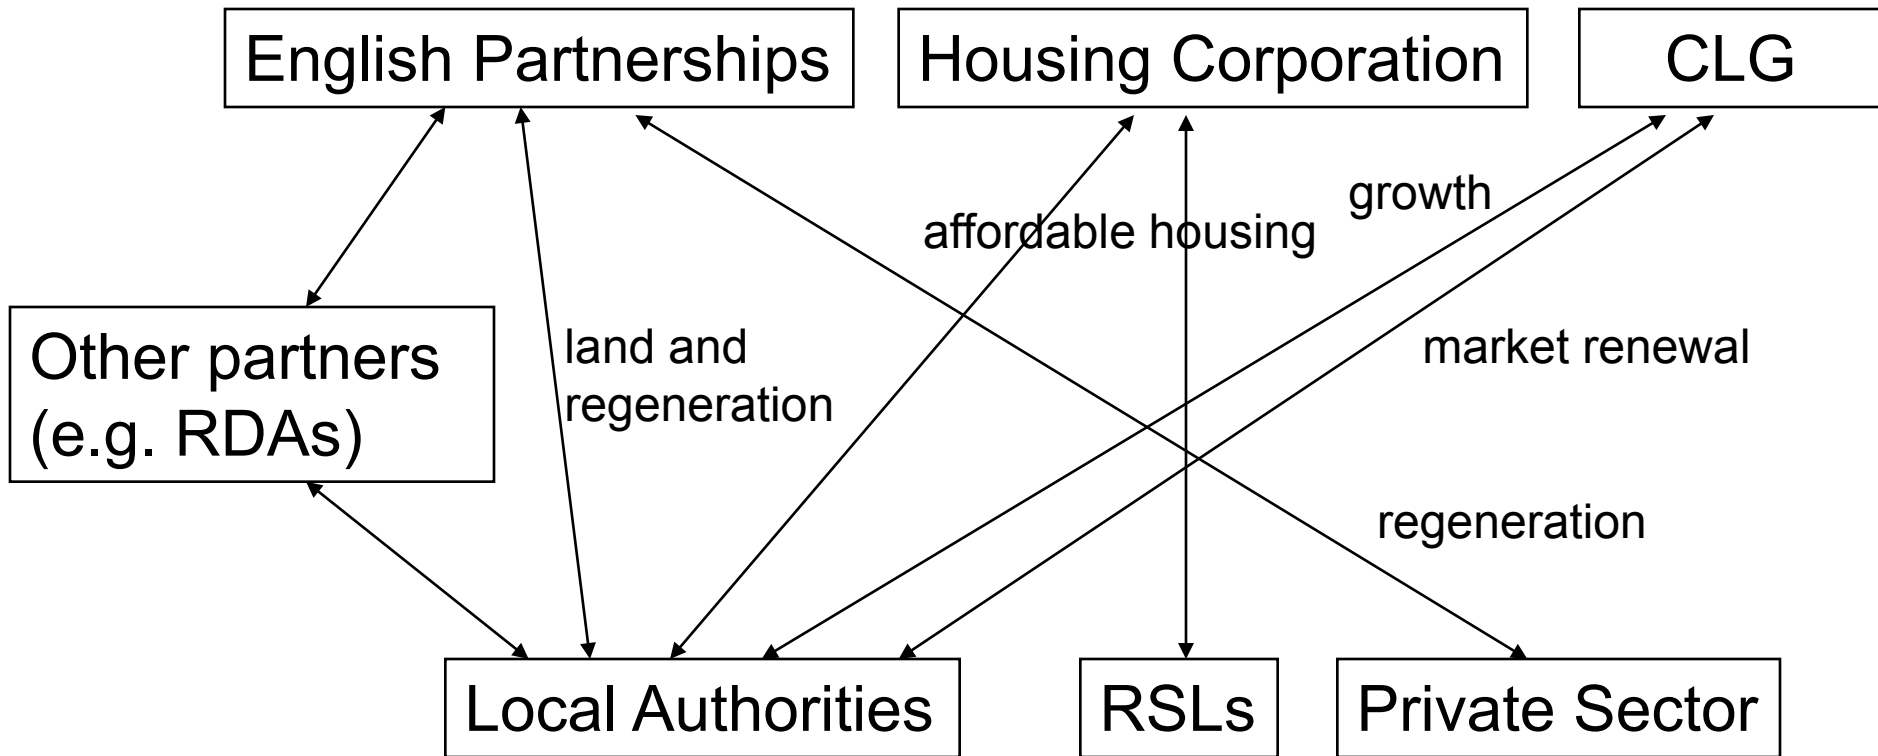 English Partnerships
Housing Corporation
CLG
growth
affordable housing
Other partners
(e.g. RDAs)
land and
regeneration
market renewal
regeneration
Local Authorities
RSLs
Private Sector